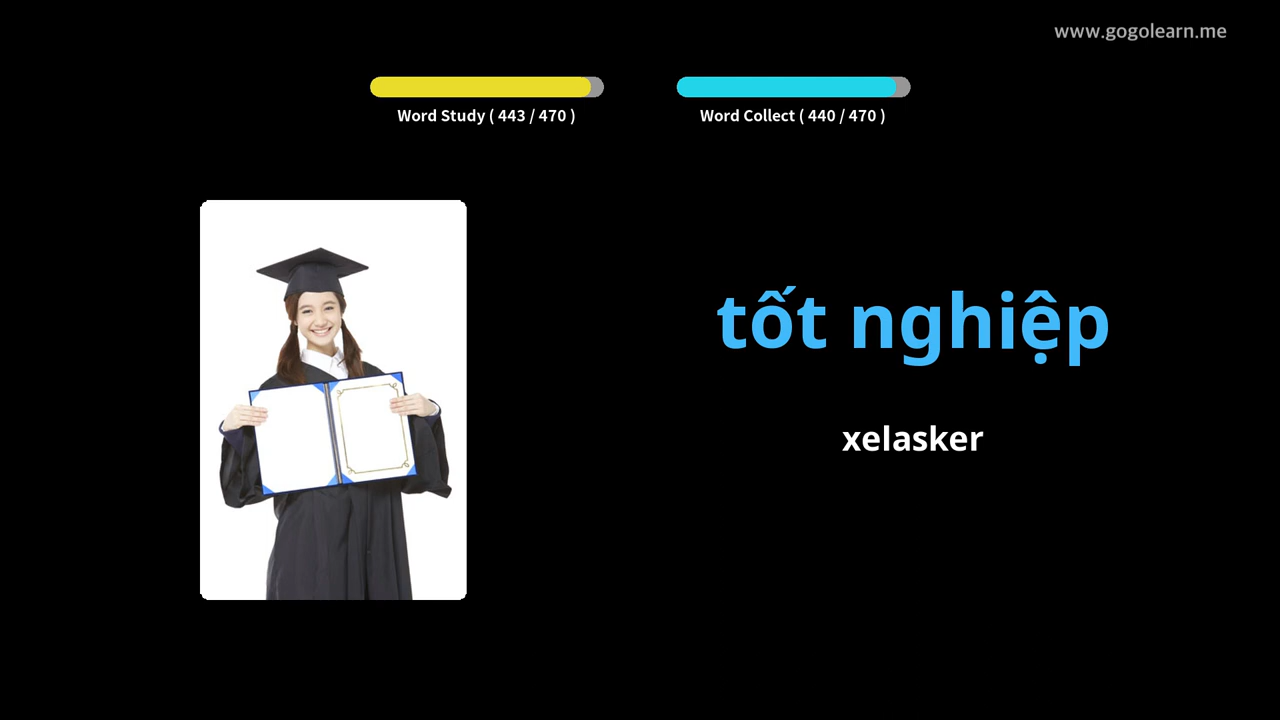 www.gogolearn.me
Word Study ( 443 / 470 )
Word Collect ( 440 / 470 )
tốt nghiệp
xelasker